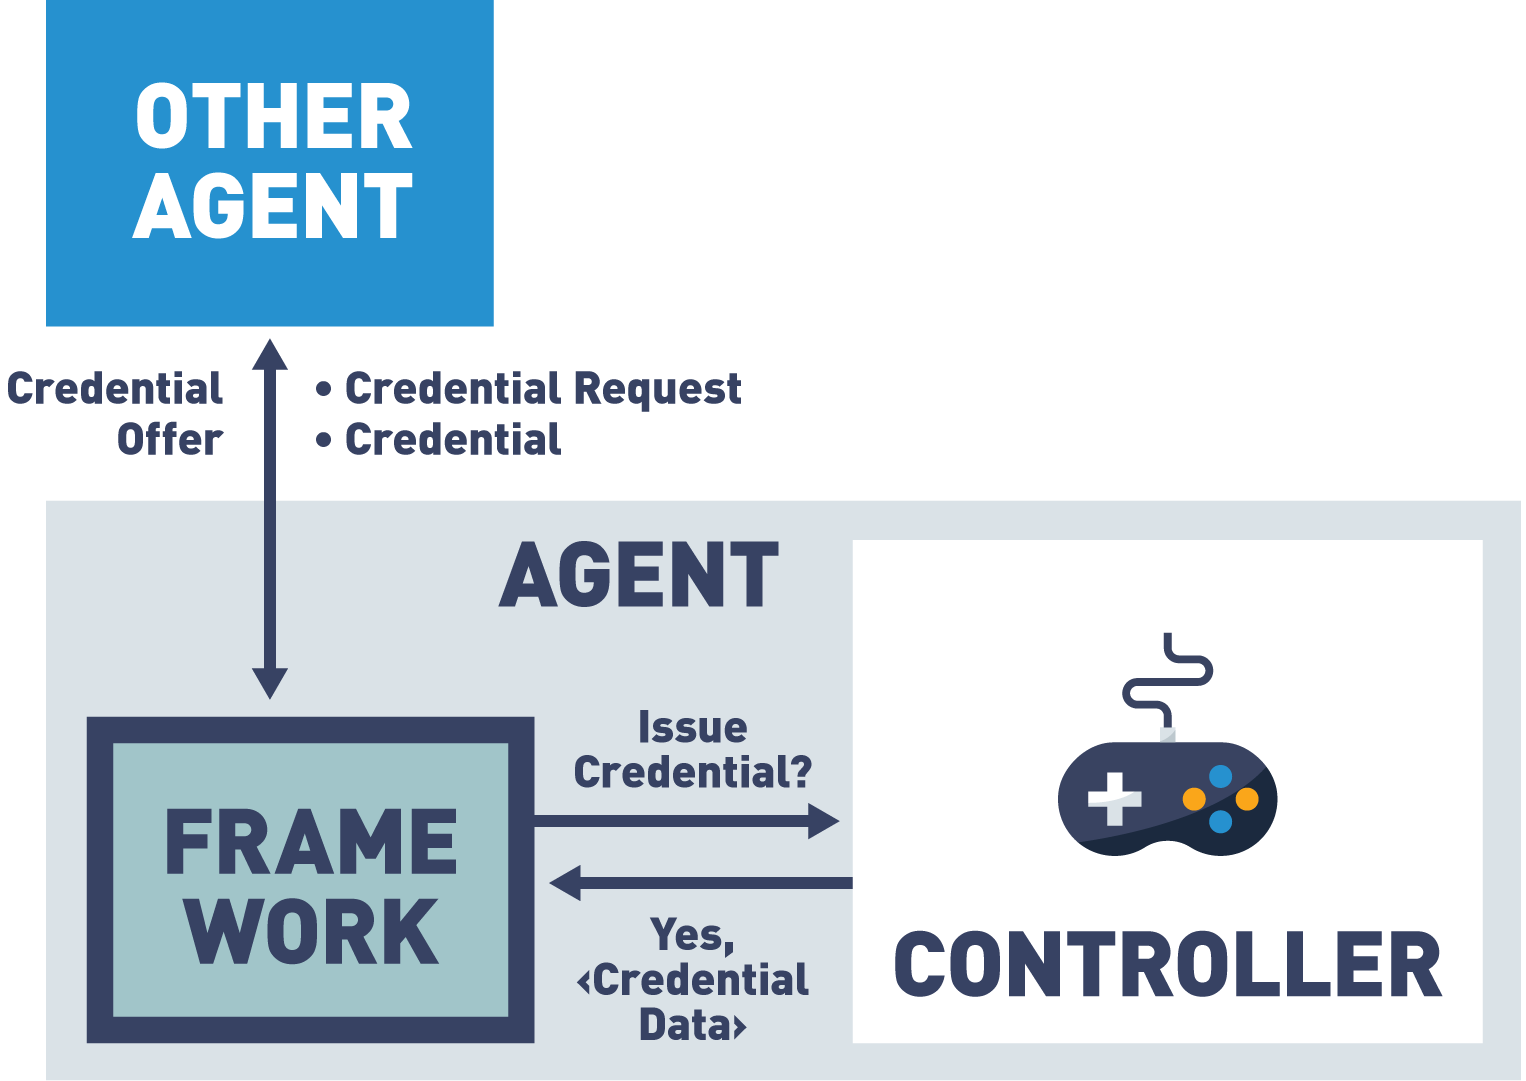 OTHER
AGENT
Credential
Offer
• Credential Request
• Credential
AGENT
Issue
Credential?
FRAME
WORK
Yes,
‹Credential
Data›
CONTROLLER